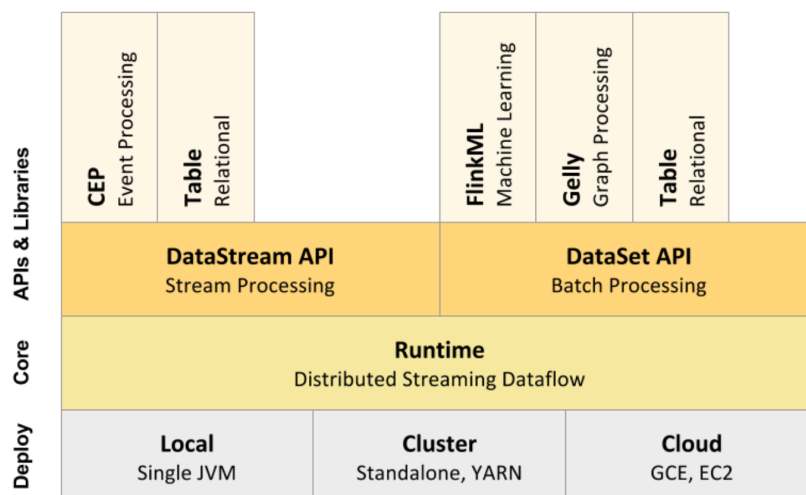 APIs & Libraries
CEP
Event Processing
Table
Relational
FlinkML
Machine Learning
Gelly
Graph Processing
Table
Relational
DataStream API
Stream Processing
DataSet API
Batch Processing
Core
Runtime
Distributed Streaming Dataflow
Deploy
Local
Single JVM
Cluster
Standalone, YARN
Cloud
GCE, EC2